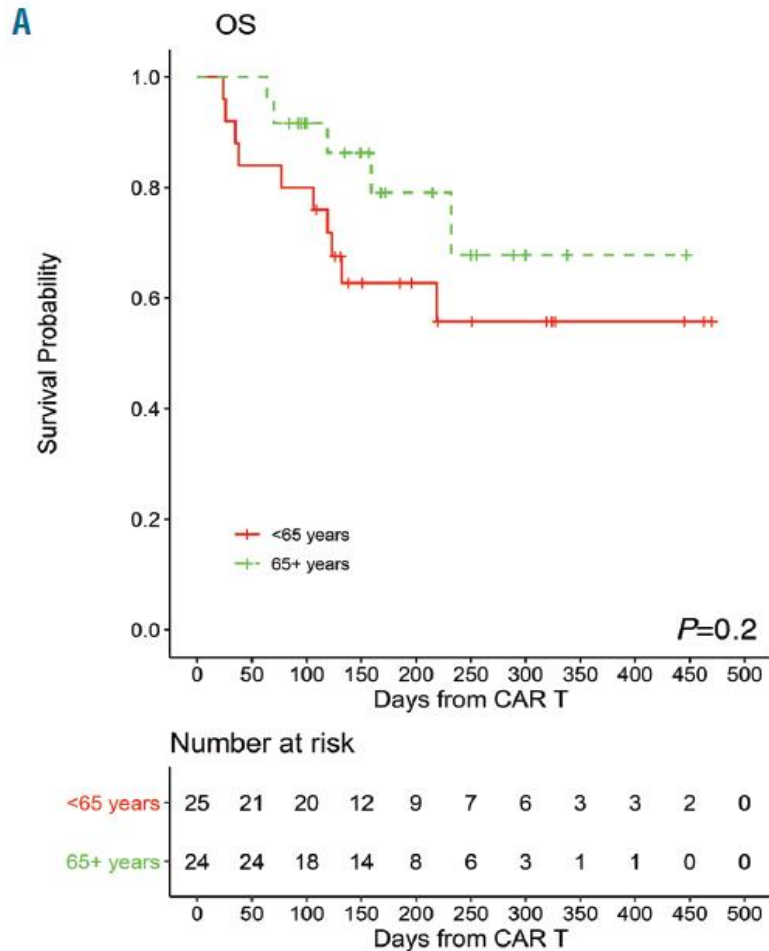 A
OS
1.0
0.8
0.6
0.4
0.2
0.0
Survival Probability
<65 years
65+ years
P=0.2
0 50 100 150 200 250 300 350 400 450 500
Days from CAR T
Number at risk
<65 years 25 21 20 12 9 7 6 3 3 2 0
65+ years 24 24 18 14 8 6 3 1 1 0 0
0 50 100 150 200 250 300 350 400 450 500
Days from CAR T